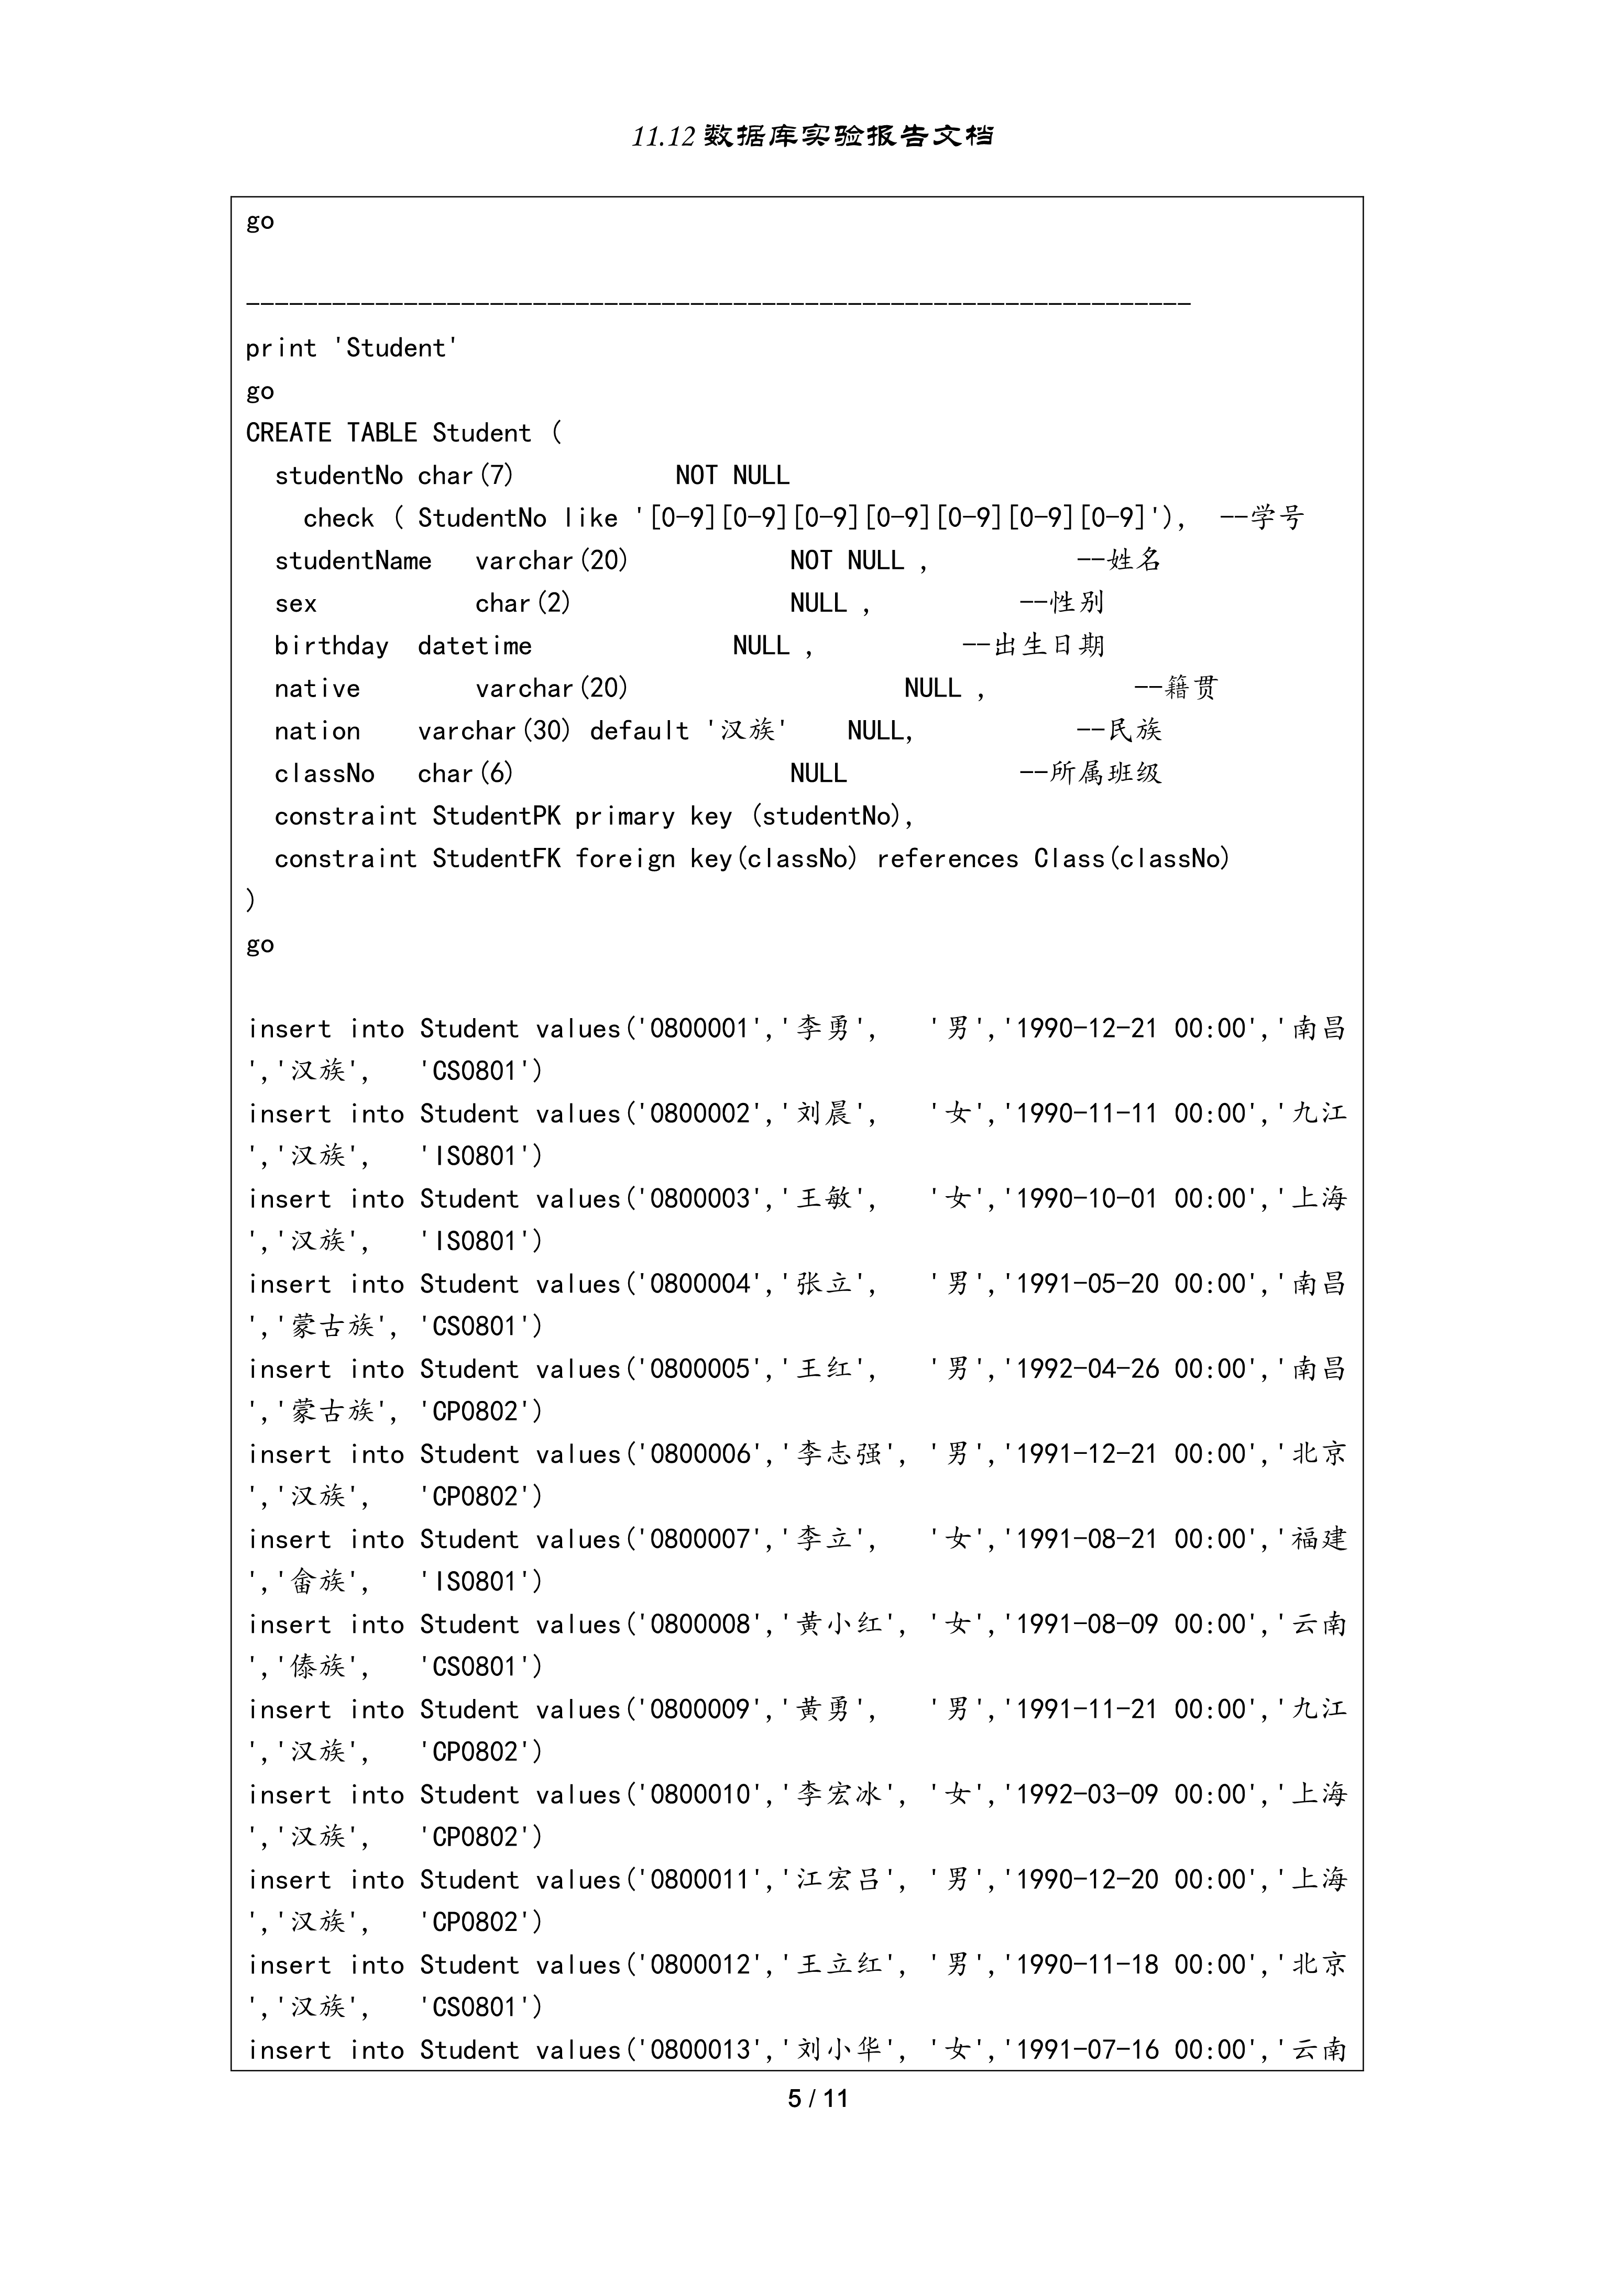 11.12 数据库实验报告文档
go
------------------------------------------------------------------
print 'Student'
go
CREATE TABLE Student (
  studentNo char(7)           NOT NULL
    check ( StudentNo like '[0-9][0-9][0-9][0-9][0-9][0-9][0-9]'),  --学号
  studentName   varchar(20)           NOT NULL ,          --姓名
  sex           char(2)               NULL ,          --性别
  birthday  datetime              NULL ,          --出生日期
  native        varchar(20)                   NULL ,          --籍贯
  nation    varchar(30) default '汉族'    NULL,           --民族
  classNo   char(6)                   NULL            --所属班级
  constraint StudentPK primary key (studentNo),
  constraint StudentFK foreign key(classNo) references Class(classNo)
)
go
insert into Student values('0800001','李勇',   '男','1990-12-21 00:00','南昌
','汉族',   'CS0801')
insert into Student values('0800002','刘晨',   '女','1990-11-11 00:00','九江
','汉族',   'IS0801')
insert into Student values('0800003','王敏',   '女','1990-10-01 00:00','上海
','汉族',   'IS0801')
insert into Student values('0800004','张立',   '男','1991-05-20 00:00','南昌
','蒙古族', 'CS0801')
insert into Student values('0800005','王红',   '男','1992-04-26 00:00','南昌
','蒙古族', 'CP0802')
insert into Student values('0800006','李志强', '男','1991-12-21 00:00','北京
','汉族',   'CP0802')
insert into Student values('0800007','李立',   '女','1991-08-21 00:00','福建
','畲族',   'IS0801')
insert into Student values('0800008','黄小红', '女','1991-08-09 00:00','云南
','傣族',   'CS0801')
insert into Student values('0800009','黄勇',   '男','1991-11-21 00:00','九江
','汉族',   'CP0802')
insert into Student values('0800010','李宏冰', '女','1992-03-09 00:00','上海
','汉族',   'CP0802')
insert into Student values('0800011','江宏吕', '男','1990-12-20 00:00','上海
','汉族',   'CP0802')
insert into Student values('0800012','王立红', '男','1990-11-18 00:00','北京
','汉族',   'CS0801')
insert into Student values('0800013','刘小华', '女','1991-07-16 00:00','云南
5 / 11